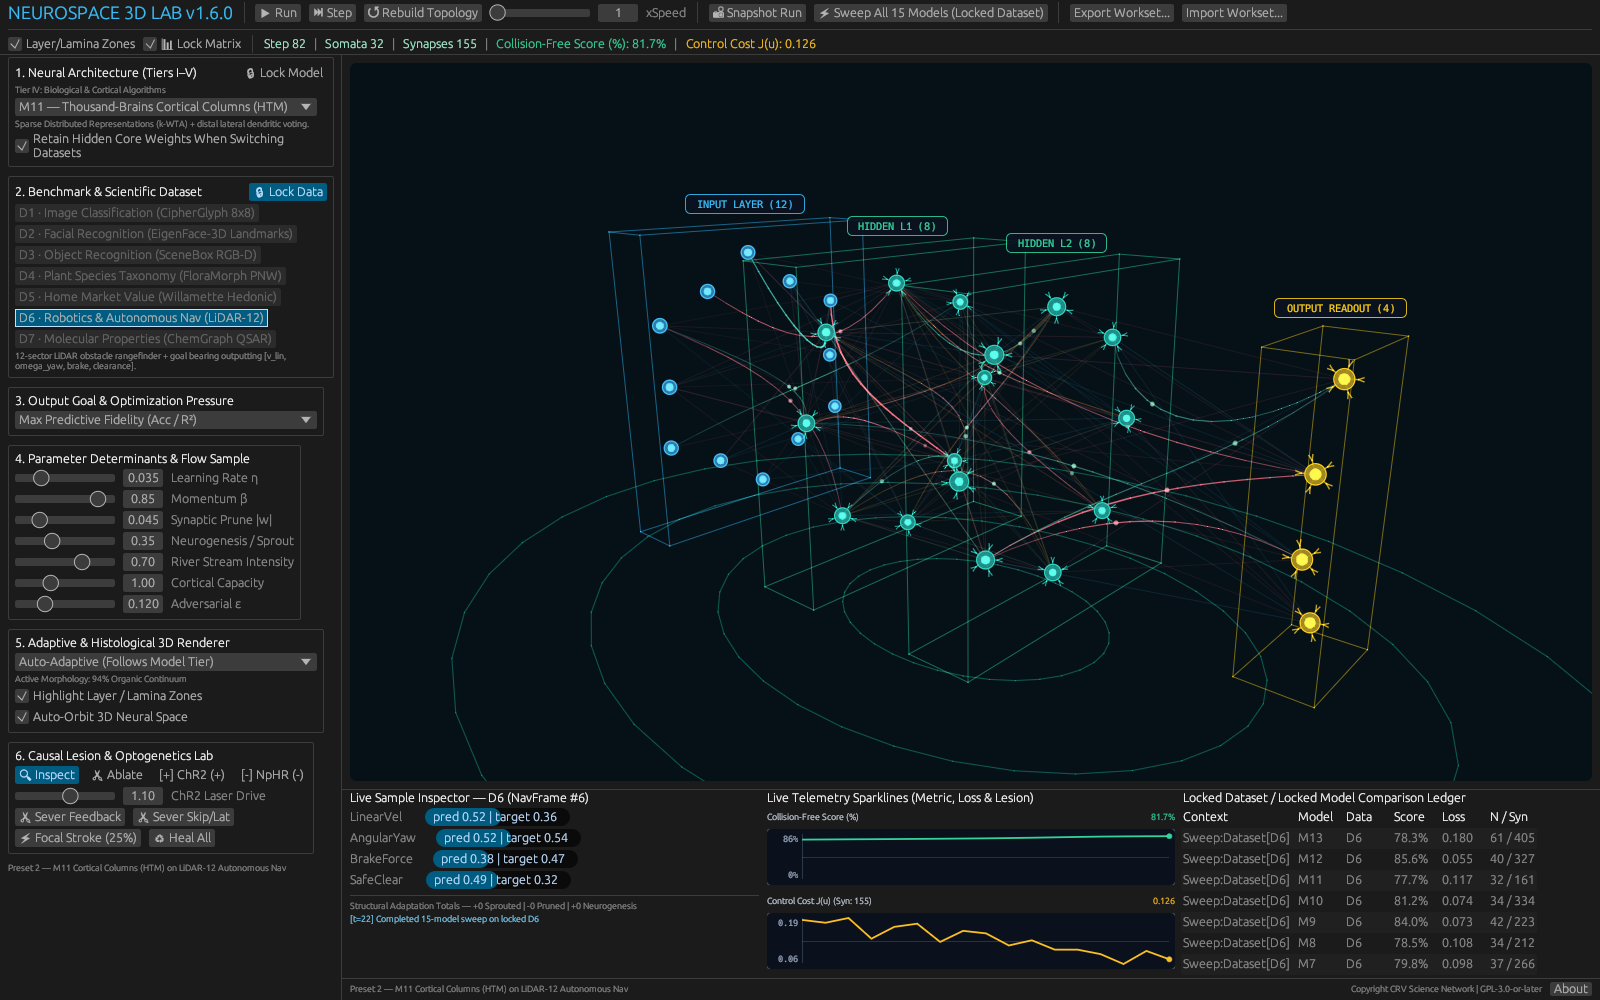 NEUROSPACE 3D LAB v1.6.0
Run
Step
Rebuild Topology
1
xSpeed
Snapshot Run
Sweep All 15 Models (Locked Dataset)
Export Workset...
Import Workset...
Layer/Lamina Zones
Lock Matrix
Step 82 | Somata 32 | Synapses 155 | Collision-Free Score (%): 81.7% | Control Cost J(u): 0.126
1. Neural Architecture (Tiers I–V)
Lock Model
Tier IV: Biological & Cortical Algorithms
M11 — Thousand-Brains Cortical Columns (HTM)
Sparse Distributed Representations (k-WTA) + distal lateral dendritic voting.
Retain Hidden Core Weights When Switching
Datasets
2. Benchmark & Scientific Dataset
Lock Data
D1 · Image Classification (CipherGlyph 8x8)
D2 · Facial Recognition (EigenFace-3D Landmarks)
D3 · Object Recognition (SceneBox RGB-D)
D4 · Plant Species Taxonomy (FloraMorph PNW)
D5 · Home Market Value (Willamette Hedonic)
D6 · Robotics & Autonomous Nav (LiDAR-12)
D7 · Molecular Properties (ChemGraph QSAR)
12-sector LiDAR obstacle rangefinder + goal bearing outputting [v_lin,
omega_yaw, brake, clearance].
3. Output Goal & Optimization Pressure
Max Predictive Fidelity (Acc / R²)
4. Parameter Determinants & Flow Sample
0.035 Learning Rate η
0.85 Momentum β
0.045 Synaptic Prune |w|
0.35 Neurogenesis / Sprout
0.70 River Stream Intensity
1.00 Cortical Capacity
0.120 Adversarial ε
5. Adaptive & Histological 3D Renderer
Auto-Adaptive (Follows Model Tier)
Active Morphology: 94% Organic Continuum
Highlight Layer / Lamina Zones
Auto-Orbit 3D Neural Space
6. Causal Lesion & Optogenetics Lab
Inspect
Ablate
[+] ChR2 (+)
[-] NpHR (-)
1.10 ChR2 Laser Drive
Sever Feedback
Sever Skip/Lat
Focal Stroke (25%)
Heal All
Preset 2 — M11 Cortical Columns (HTM) on LiDAR-12 Autonomous Nav
INPUT LAYER (12)
HIDDEN L1 (8)
HIDDEN L2 (8)
OUTPUT READOUT (4)
Live Sample Inspector — D6 (NavFrame #6)
LinearVel pred 0.52 | target 0.36
AngularYaw pred 0.52 | target 0.54
BrakeForce pred 0.38 | target 0.47
SafeClear pred 0.49 | target 0.32
Structural Adaptation Totals — +0 Sprouted | -0 Pruned | +0 Neurogenesis
[t=22] Completed 15-model sweep on locked D6
Live Telemetry Sparklines (Metric, Loss & Lesion)
Collision-Free Score (%) 81.7%
86%
0%
Control Cost J(u) (Syn: 155) 0.126
0.19
0.06
Locked Dataset / Locked Model Comparison Ledger
Context Model Data Score Loss N / Syn
Sweep:Dataset[D6] M13 D6 78.3% 0.180 61 / 405
Sweep:Dataset[D6] M12 D6 85.6% 0.055 40 / 327
Sweep:Dataset[D6] M11 D6 77.7% 0.117 32 / 161
Sweep:Dataset[D6] M10 D6 81.2% 0.074 34 / 334
Sweep:Dataset[D6] M9 D6 84.0% 0.073 42 / 223
Sweep:Dataset[D6] M8 D6 78.5% 0.108 34 / 212
Sweep:Dataset[D6] M7 D6 79.8% 0.098 37 / 266
Preset 2 — M11 Cortical Columns (HTM) on LiDAR-12 Autonomous Nav
Copyright CRV Science Network | GPL-3.0-or-later
About